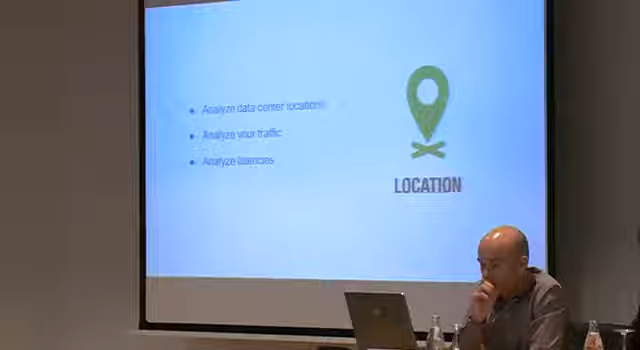 Analyze data center locations
Analyze your traffic
Analyze latencies
LOCATION